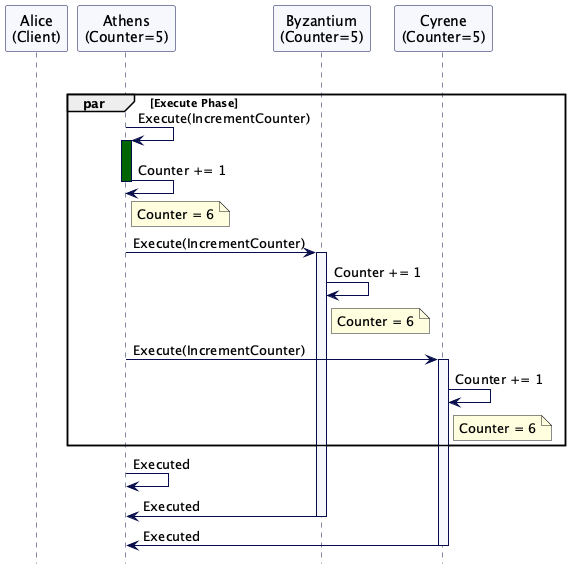 Alice
(Client)
Athens
(Counter=5)
Byzantium
(Counter=5)
Cyrene
(Counter=5)
par
[Execute Phase]
Execute(IncrementCounter)
Counter += 1
Counter = 6
Execute(IncrementCounter)
Counter += 1
Counter = 6
Execute(IncrementCounter)
Counter += 1
Counter = 6
Executed
Executed
Executed